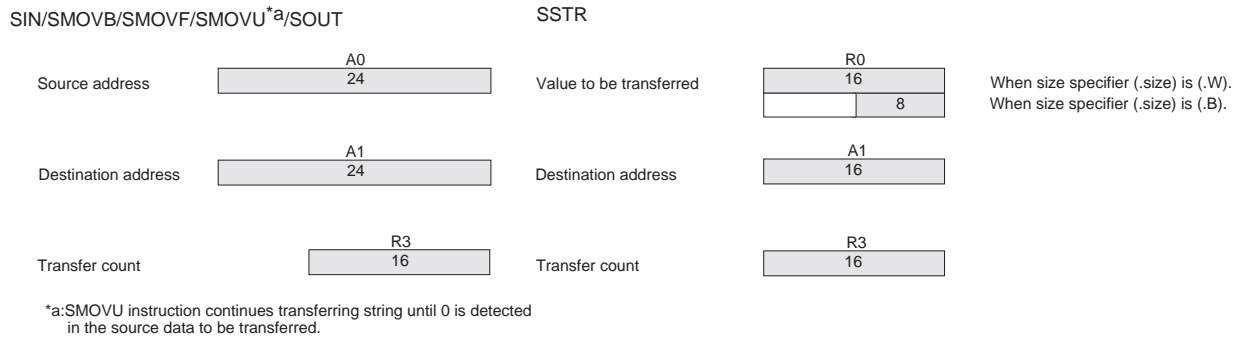 SIN/SMOVB/SMOVF/SMOVU*a/SOUT
SSTR
A0
Source address
24
R0
Value to be transferred
16
When size specifier (.size) is (.W).
8
When size specifier (.size) is (.B).
A1
Destination address
24
A1
Destination address
16
R3
Transfer count
16
R3
Transfer count
16
*a:SMOVU instruction continues transferring string until 0 is detected
in the source data to be transferred.